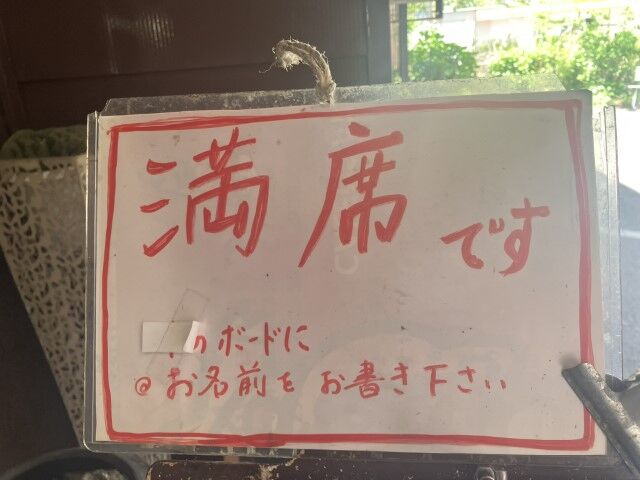 満席です
のボードに
@お名前をお書き下さい